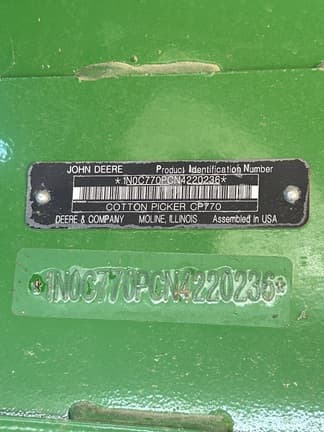 JOHN DEERE Product Identification Number
*1N0C770PCN4220236*
COTTON PICKER CP770
DEERE & COMPANY MOLINE, ILLINOIS Assembled in USA
*1N0C770PCN4220236*